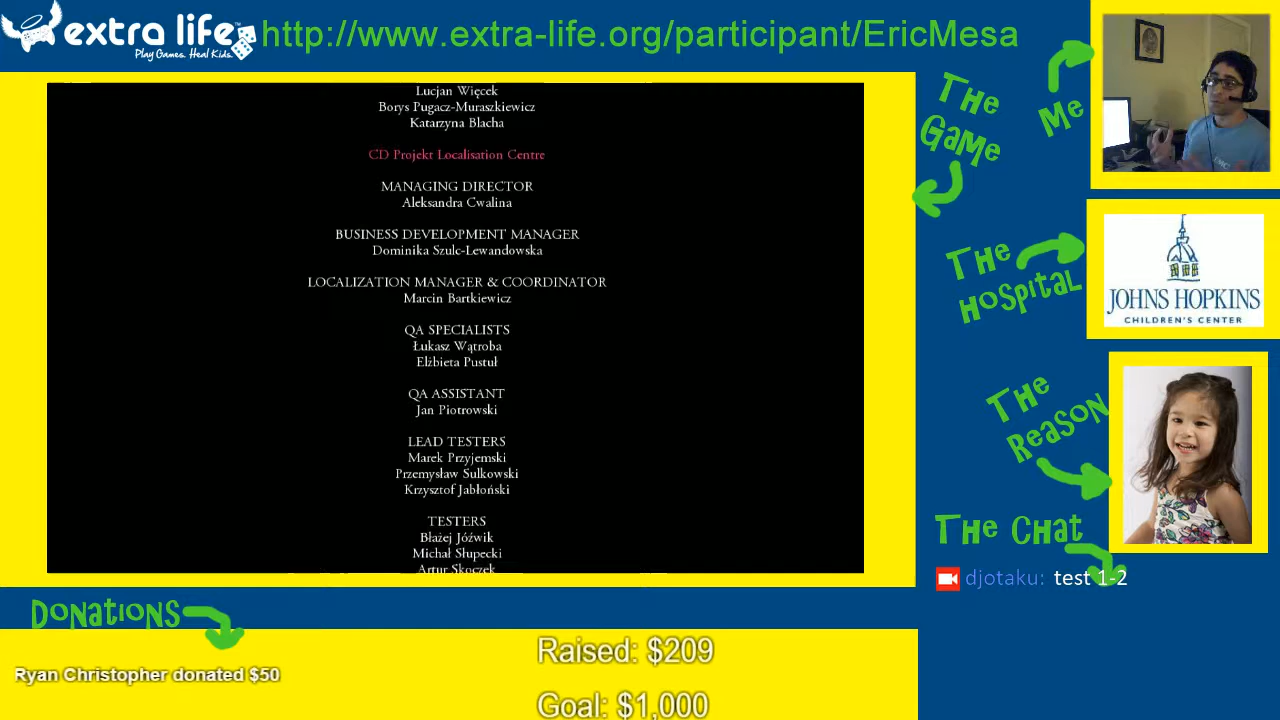 extra life
Play Games. Heal Kids.
http://www.extra-life.org/participant/EricMesa
Lucjan Więcek
Borys Pugacz-Muraszkiewicz
Katarzyna Blacha
CD Projekt Localisation Centre
MANAGING DIRECTOR
Aleksandra Cwalina
BUSINESS DEVELOPMENT MANAGER
Dominika Szulc-Lewandowska
LOCALIZATION MANAGER & COORDINATOR
Marcin Bartkiewicz
QA SPECIALISTS
Łukasz Wątroba
Elżbieta Pustuł
QA ASSISTANT
Jan Piotrowski
LEAD TESTERS
Marek Przyjemski
Przemysław Sulkowski
Krzysztof Jabłoński
TESTERS
Błażej Jóźwik
Michał Słupecki
Artur Skoczek
The Game
Me
The Hospital
JOHNS HOPKINS
CHILDREN'S CENTER
The Reason
The Chat
djotaku: test 1-2
Donations
Ryan Christopher donated $50
Raised: $209
Goal: $1,000